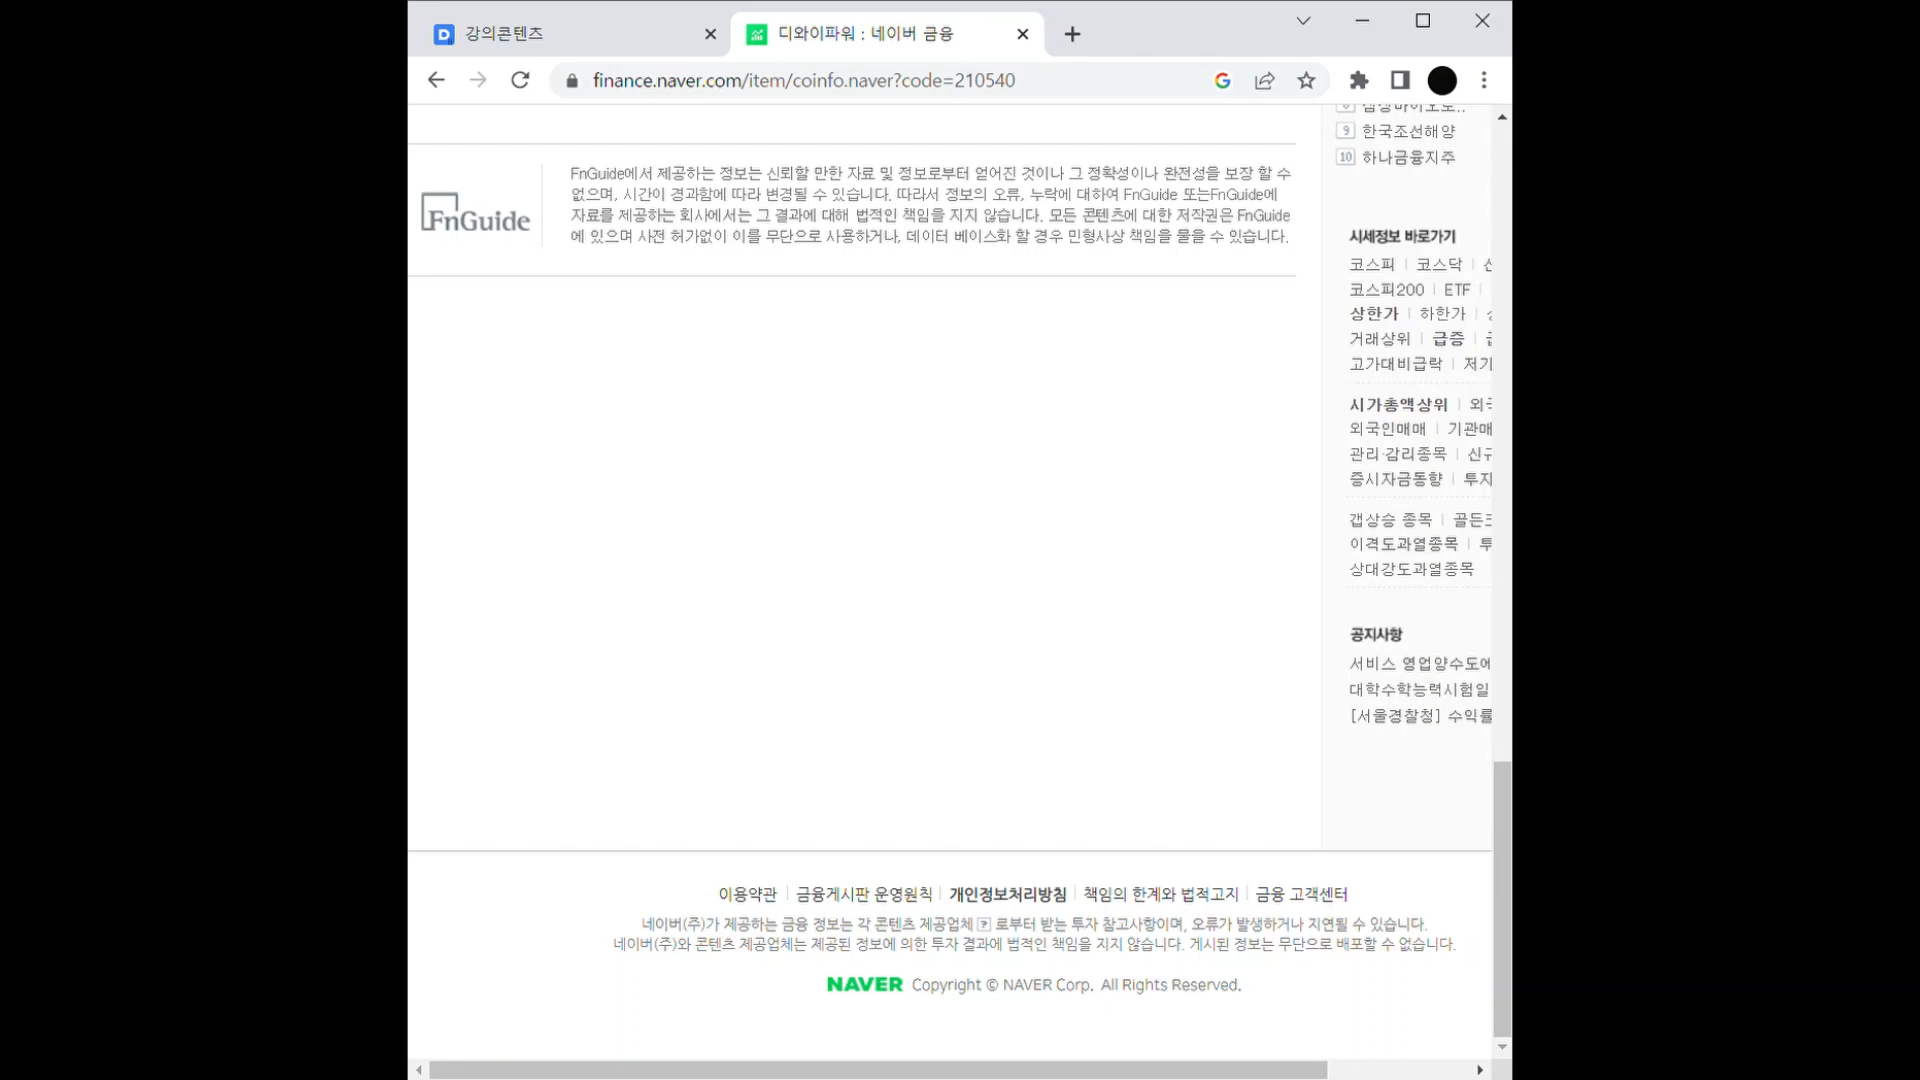 강의콘텐츠
디와이파워 : 네이버 금융
finance.naver.com/item/coinfo.naver?code=210540
9 한국조선해양
10 하나금융지주
FnGuide
FnGuide에서 제공하는 정보는 신뢰할 만한 자료 및 정보로부터 얻어진 것이나 그 정확성이나 완전성을 보장 할 수
없으며, 시간이 경과함에 따라 변경될 수 있습니다. 따라서 정보의 오류, 누락에 대하여 FnGuide 또는FnGuide에
자료를 제공하는 회사에서는 그 결과에 대해 법적인 책임을 지지 않습니다. 모든 콘텐츠에 대한 저작권은 FnGuide
에 있으며 사전 허가없이 이를 무단으로 사용하거나, 데이터 베이스화 할 경우 민형사상 책임을 물을 수 있습니다.
시세정보 바로가기
코스피 | 코스닥 |
코스피200 | ETF |
상한가 | 하한가 |
거래상위 | 급증 |
고가대비급락 |
시가총액상위 |
외국인매매 |
관리·감리종목 |
증시자금동향 |
갭상승 종목 |
이격도과열종목 |
상대강도과열종목
공지사항
서비스 영업양수도에
대학수학능력시험일
[서울경찰청] 수익률
이용약관 | 금융게시판 운영원칙 | 개인정보처리방침 | 책임의 한계와 법적고지 | 금융 고객센터
네이버(주)가 제공하는 금융 정보는 각 콘텐츠 제공업체 ? 로부터 받는 투자 참고사항이며, 오류가 발생하거나 지연될 수 있습니다.
네이버(주)와 콘텐츠 제공업체는 제공된 정보에 의한 투자 결과에 법적인 책임을 지지 않습니다. 게시된 정보는 무단으로 배포할 수 없습니다.
NAVER Copyright © NAVER Corp. All Rights Reserved.